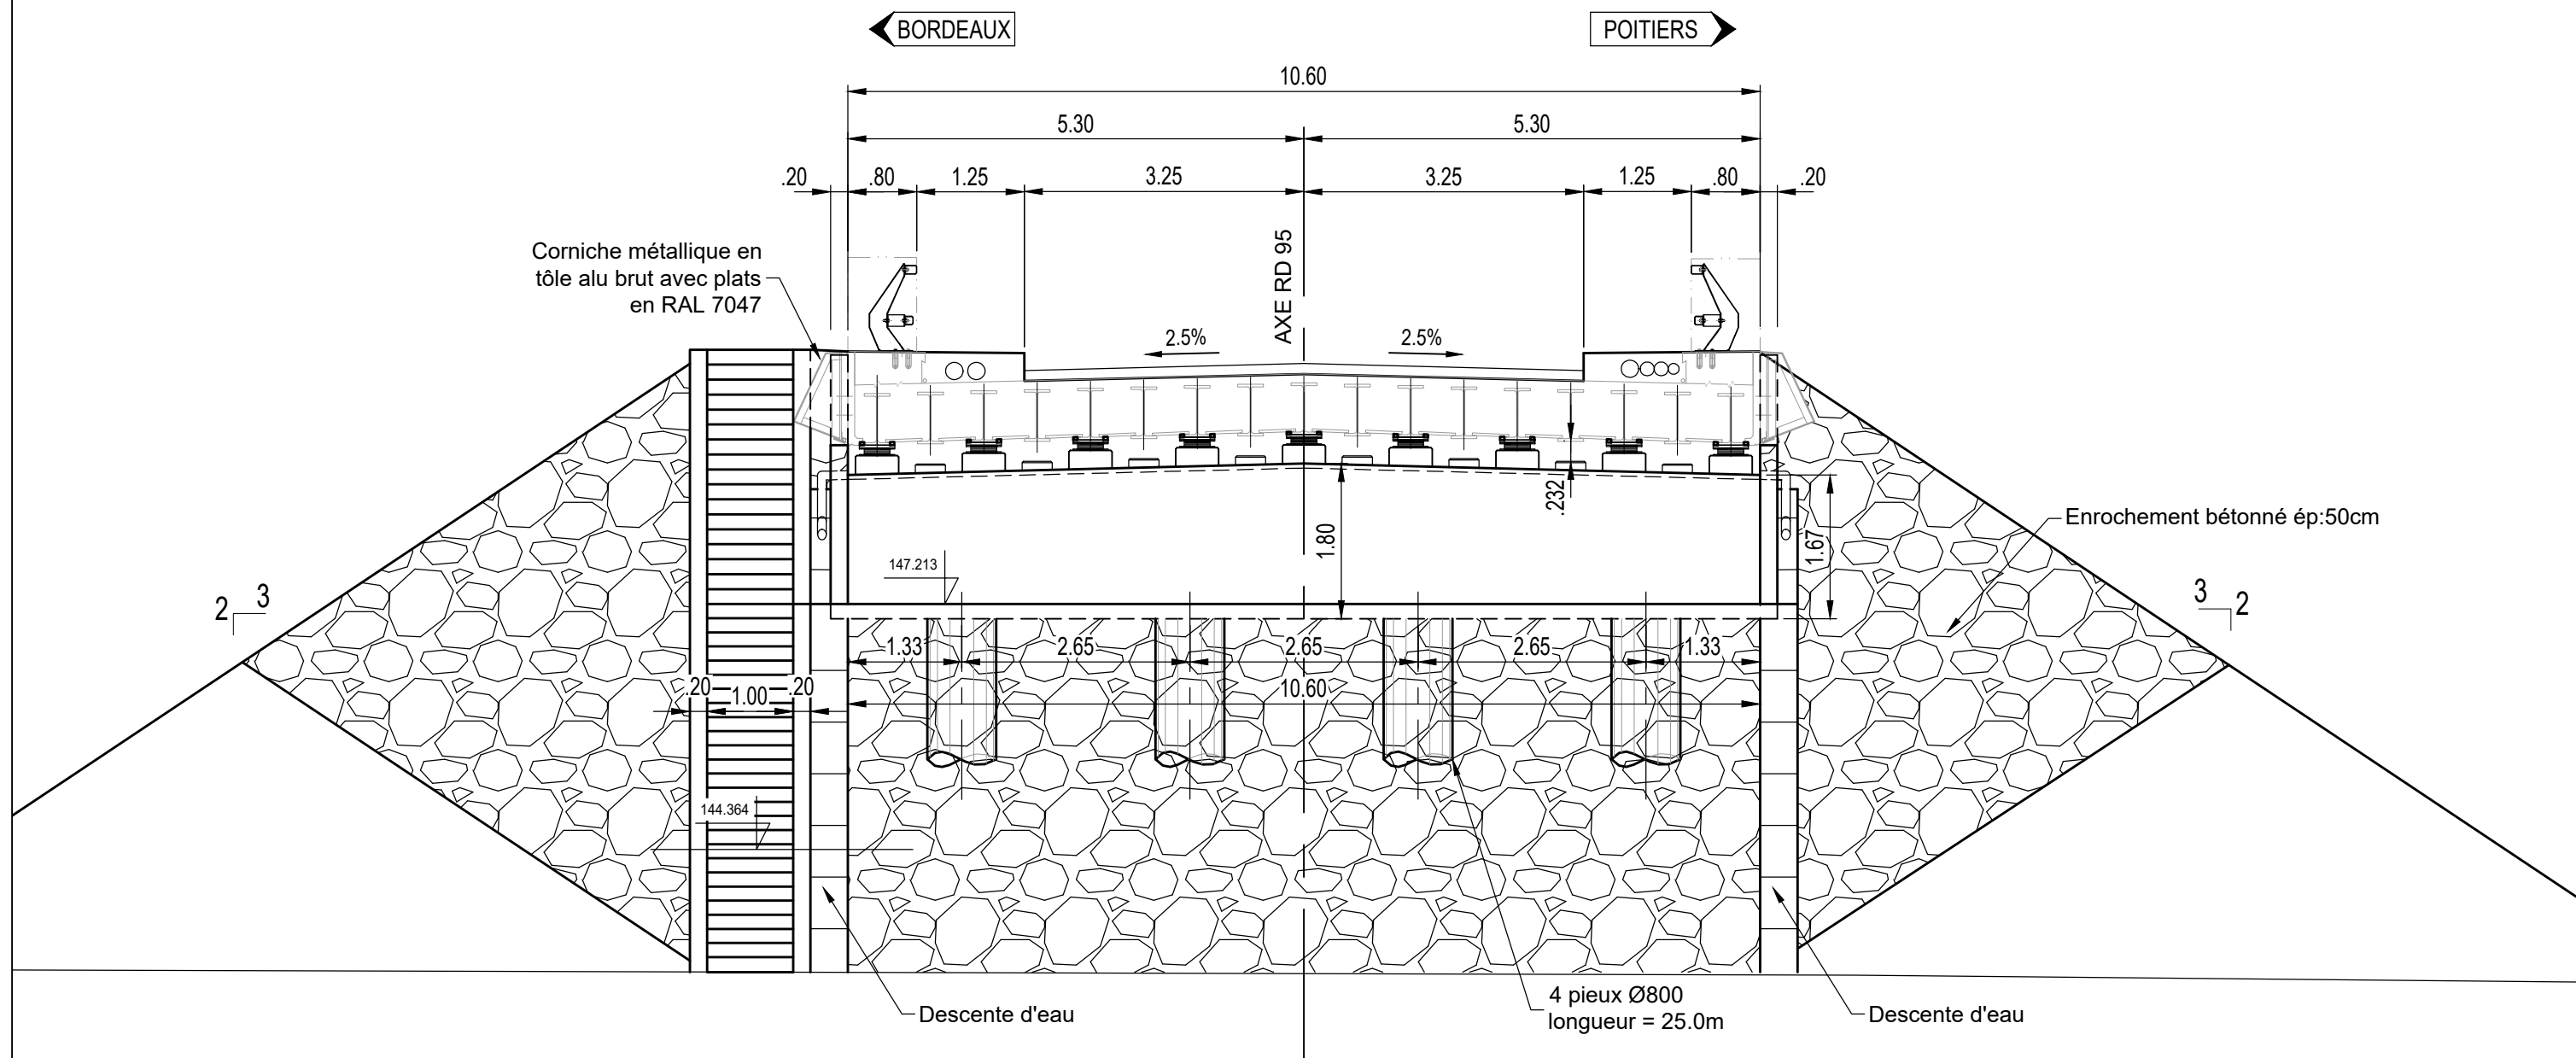 BORDEAUX
POITIERS
10.60
5.30
5.30
.20
.80
1.25
3.25
3.25
1.25
.80
.20
Corniche métallique en
tôle alu brut avec plats
en RAL 7047
AXE RD 95
2.5%
2.5%
.232
1.80
1.67
Enrochement bétonné ép:50cm
147.213
2
3
3
2
1.33
2.65
2.65
2.65
1.33
.20
1.00
.20
10.60
144.364
4 pieux Ø800
longueur = 25.0m
Descente d'eau
Descente d'eau